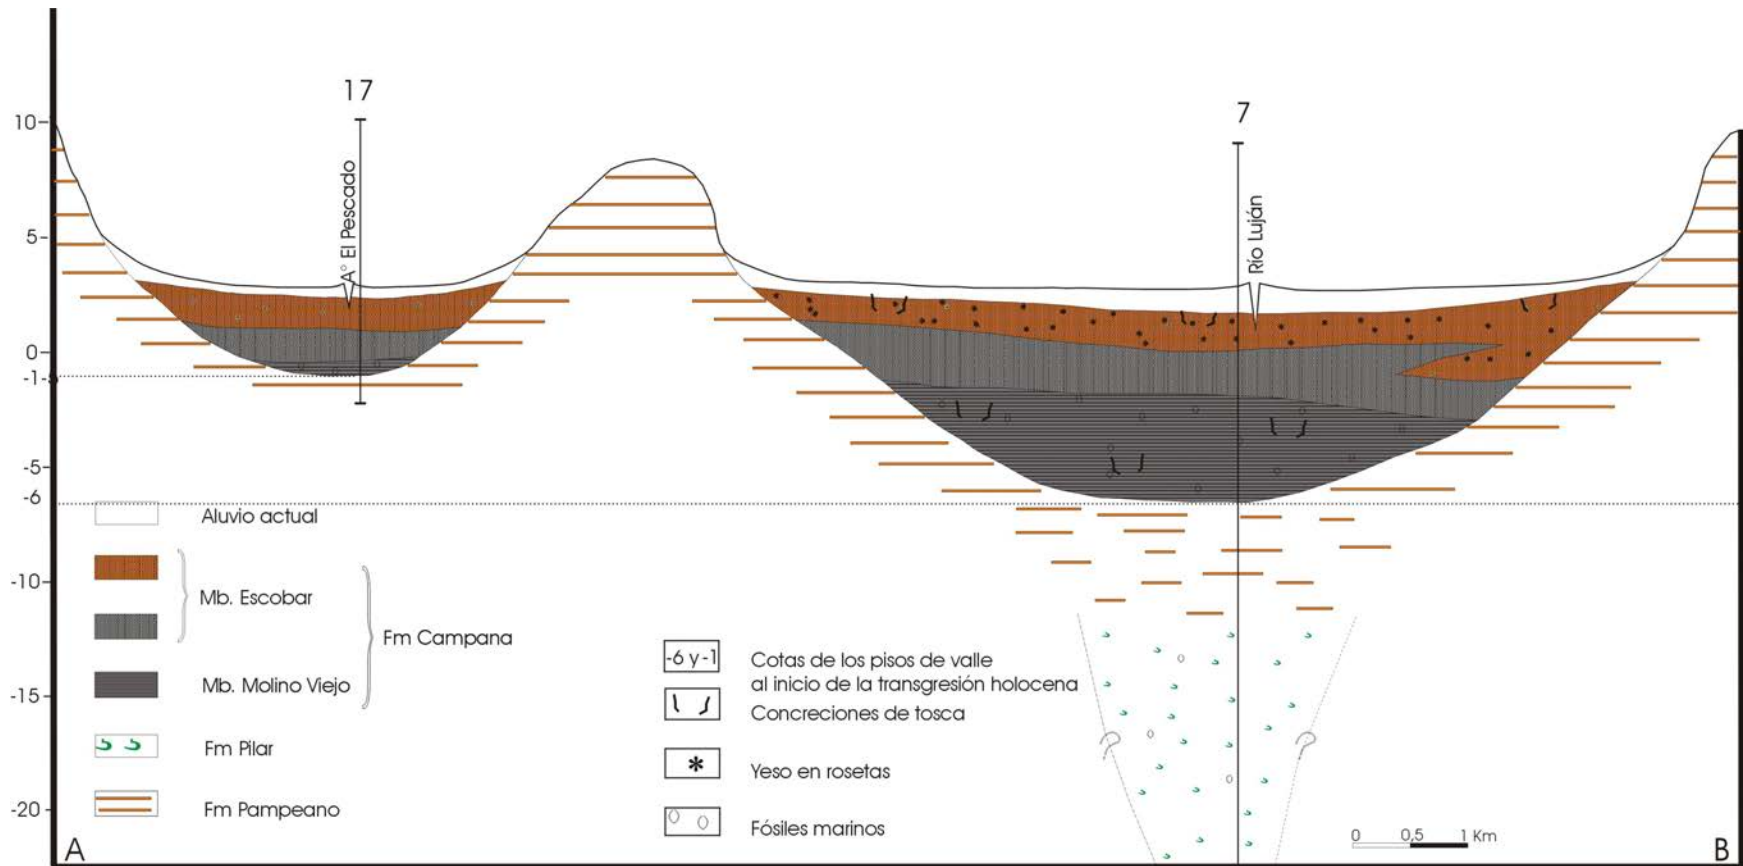 17
7
A° El Pescado
Río Luján
10
5
0
-1
-5
-6
-10
-15
-20
Aluvio actual
Mb. Escobar
Fm Campana
Mb. Molino Viejo
Fm Pilar
Fm Pampeano
-6 y -1
Cotas de los pisos de valle
al inicio de la transgresión holocena
Concreciones de tosca
Yeso en rosetas
Fósiles marinos
0 0,5 1 Km
A
B